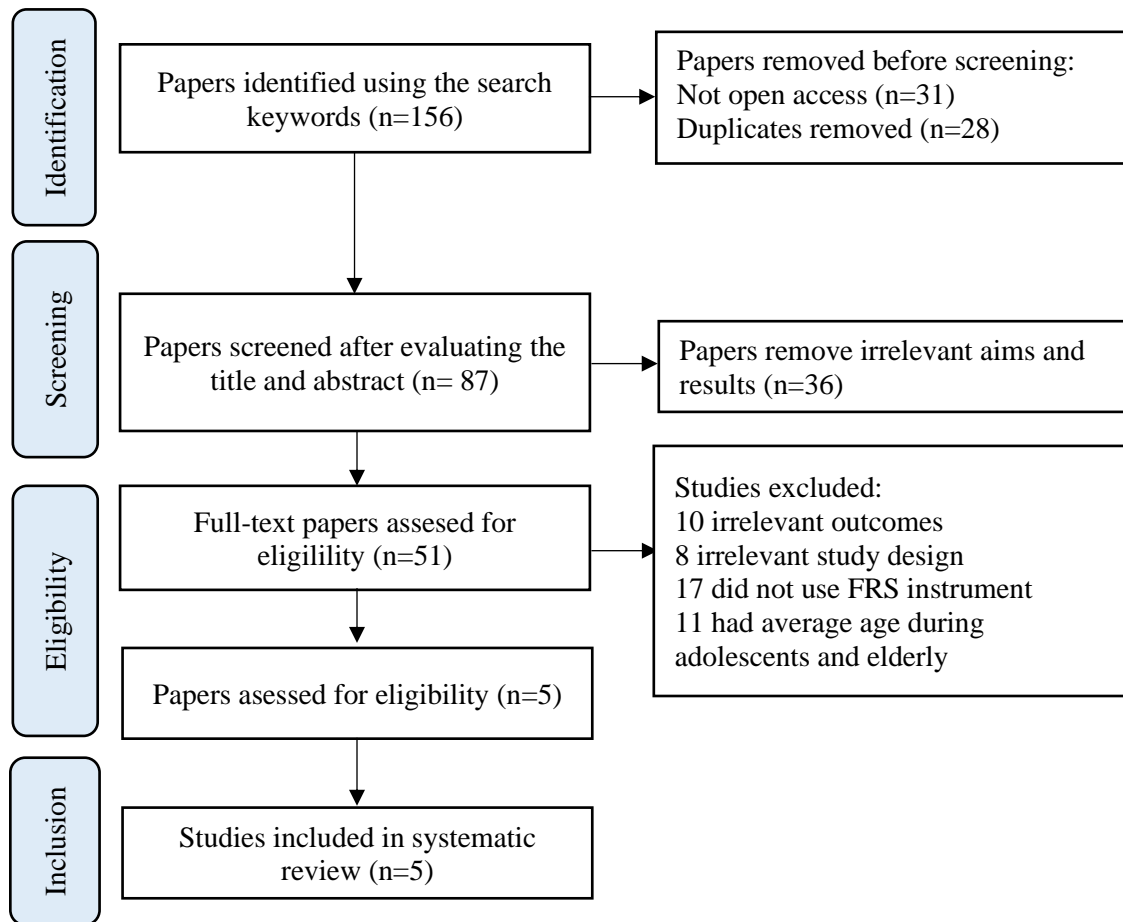 Identification
Papers identified using the search
keywords (n=156)
Papers removed before screening:
Not open access (n=31)
Duplicates removed (n=28)
Screening
Papers screened after evaluating the
title and abstract (n= 87)
Papers remove irrelevant aims and
results (n=36)
Eligibility
Full-text papers assesed for
eligilility (n=51)
Studies excluded:
10 irrelevant outcomes
8 irrelevant study design
17 did not use FRS instrument
11 had average age during
adolescents and elderly
Papers asessed for eligibility (n=5)
Inclusion
Studies included in systematic
review (n=5)